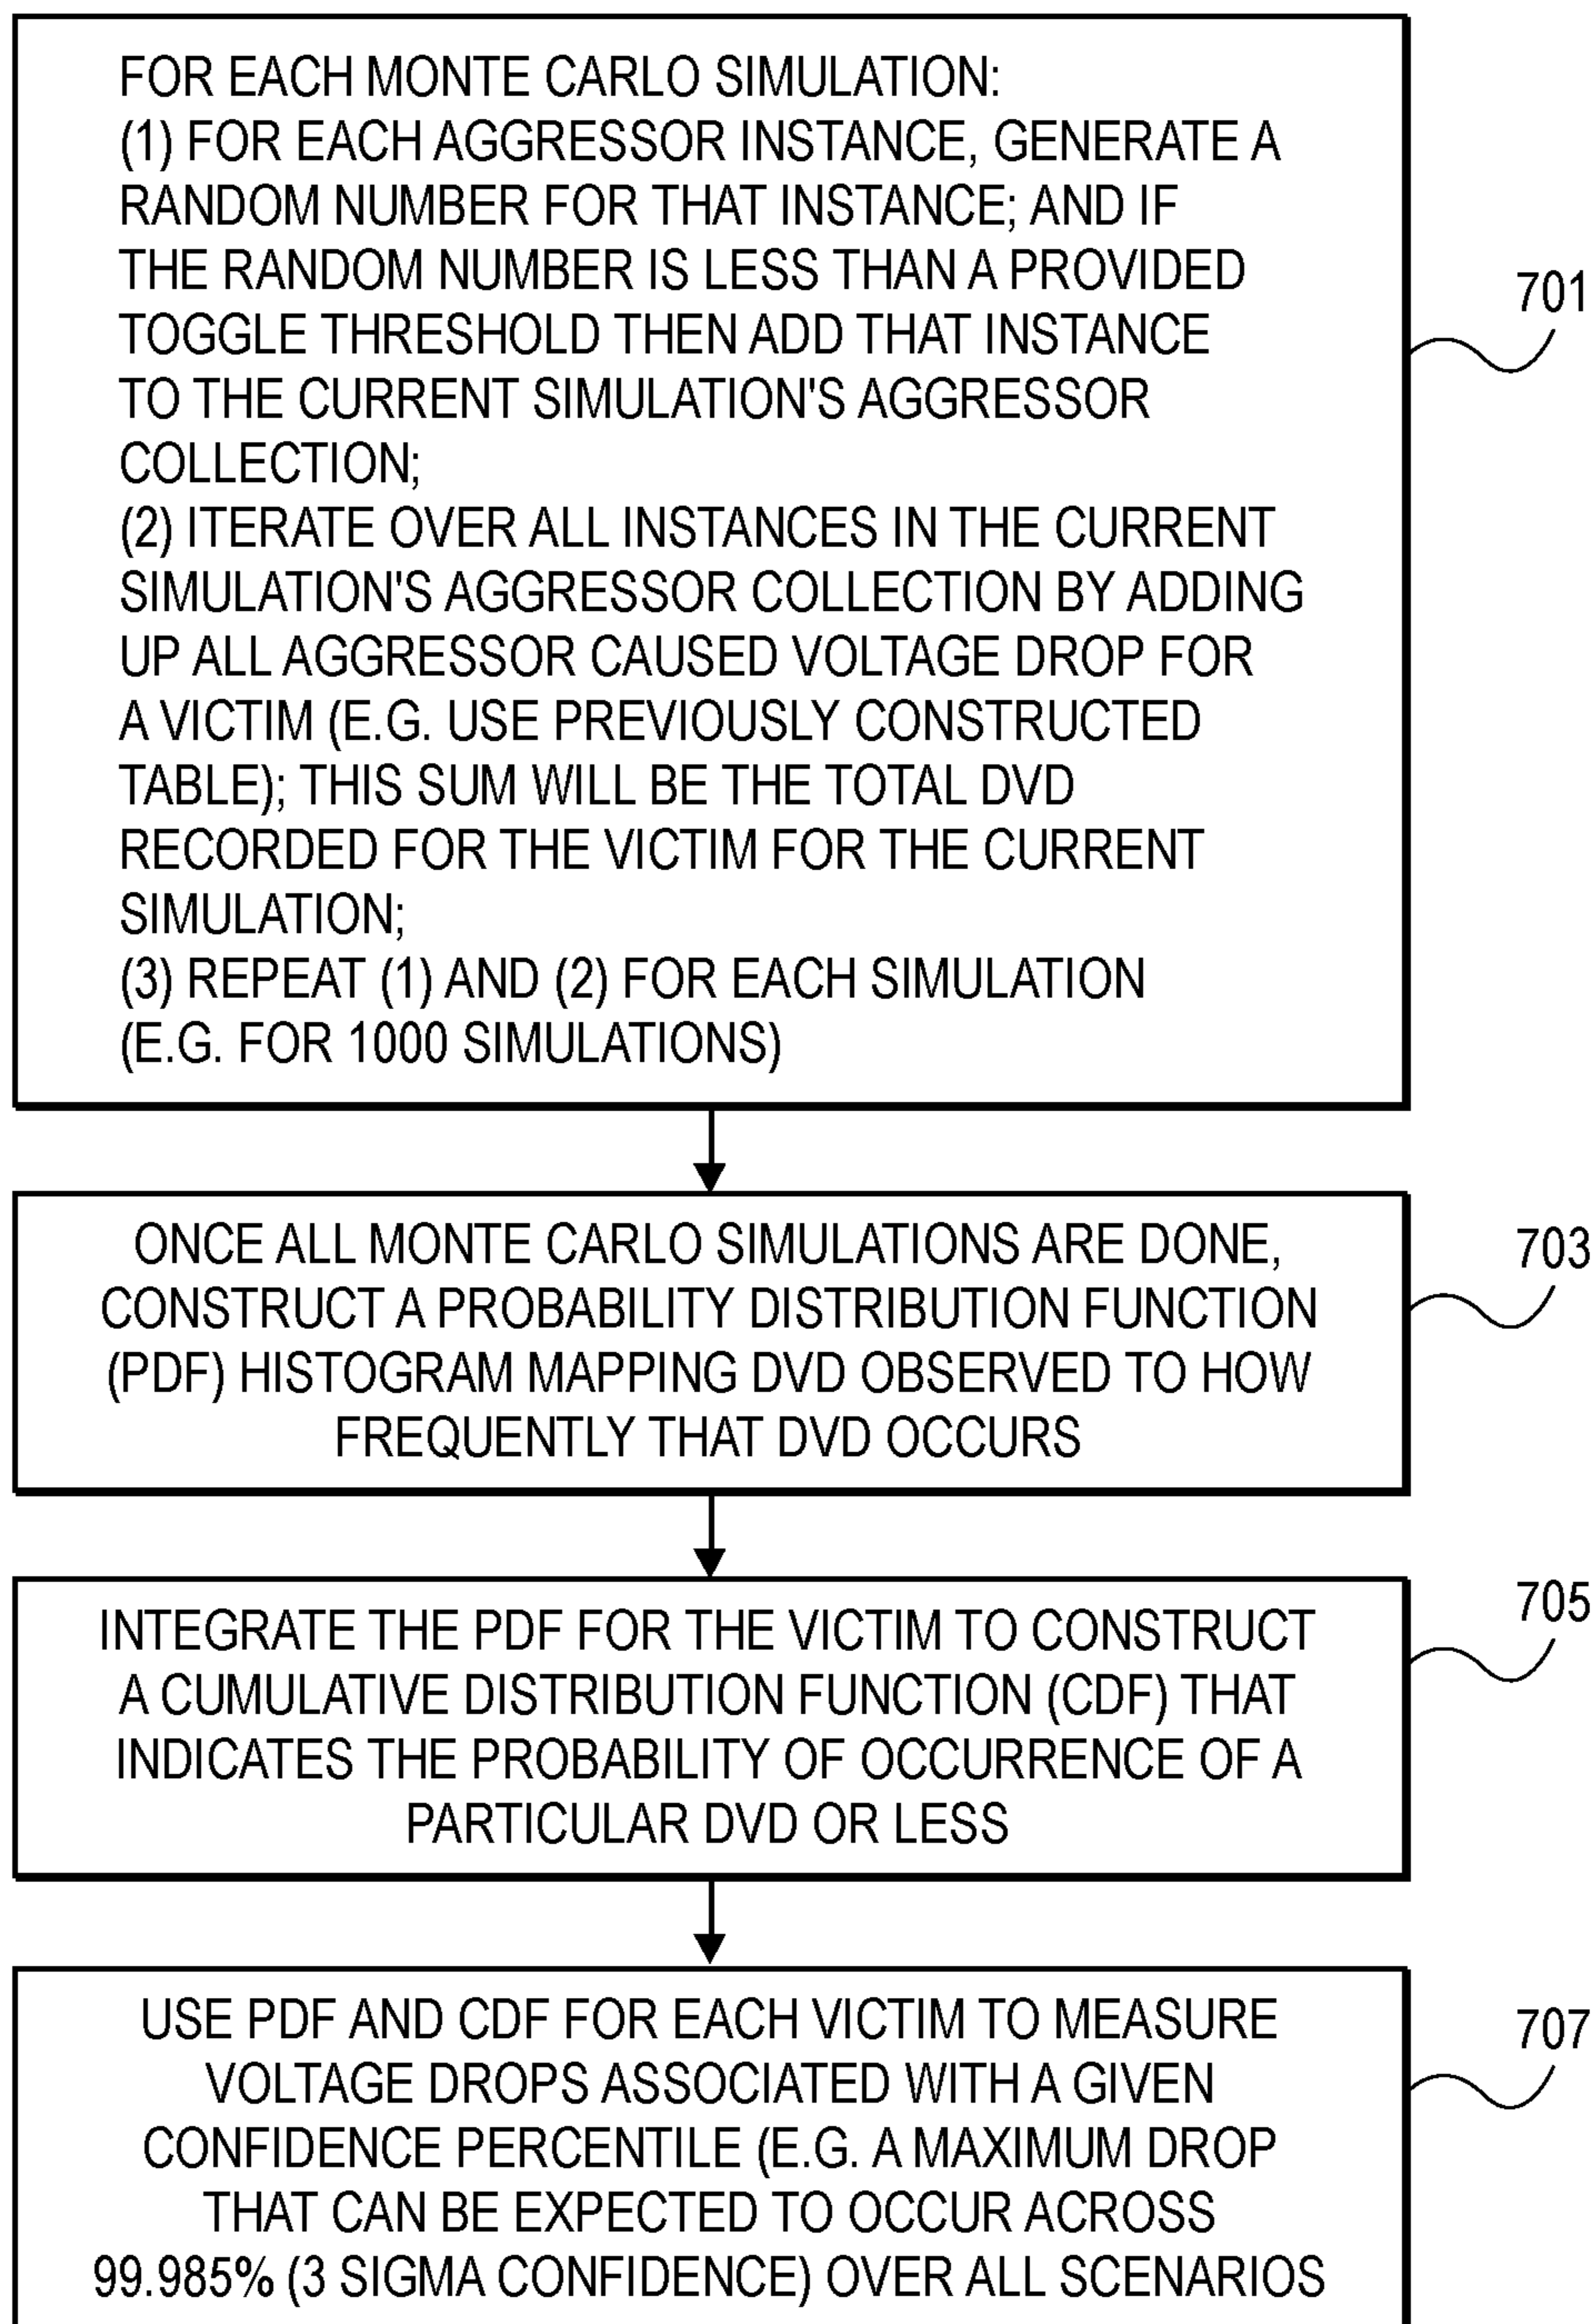 FOR EACH MONTE CARLO SIMULATION:
(1) FOR EACH AGGRESSOR INSTANCE, GENERATE A
RANDOM NUMBER FOR THAT INSTANCE; AND IF
THE RANDOM NUMBER IS LESS THAN A PROVIDED
TOGGLE THRESHOLD THEN ADD THAT INSTANCE
TO THE CURRENT SIMULATION'S AGGRESSOR
COLLECTION;
(2) ITERATE OVER ALL INSTANCES IN THE CURRENT
SIMULATION'S AGGRESSOR COLLECTION BY ADDING
UP ALL AGGRESSOR CAUSED VOLTAGE DROP FOR
A VICTIM (E.G. USE PREVIOUSLY CONSTRUCTED
TABLE); THIS SUM WILL BE THE TOTAL DVD
RECORDED FOR THE VICTIM FOR THE CURRENT
SIMULATION;
(3) REPEAT (1) AND (2) FOR EACH SIMULATION
(E.G. FOR 1000 SIMULATIONS)
701
ONCE ALL MONTE CARLO SIMULATIONS ARE DONE,
CONSTRUCT A PROBABILITY DISTRIBUTION FUNCTION
(PDF) HISTOGRAM MAPPING DVD OBSERVED TO HOW
FREQUENTLY THAT DVD OCCURS
703
INTEGRATE THE PDF FOR THE VICTIM TO CONSTRUCT
A CUMULATIVE DISTRIBUTION FUNCTION (CDF) THAT
INDICATES THE PROBABILITY OF OCCURRENCE OF A
PARTICULAR DVD OR LESS
705
USE PDF AND CDF FOR EACH VICTIM TO MEASURE
VOLTAGE DROPS ASSOCIATED WITH A GIVEN
CONFIDENCE PERCENTILE (E.G. A MAXIMUM DROP
THAT CAN BE EXPECTED TO OCCUR ACROSS
99.985% (3 SIGMA CONFIDENCE) OVER ALL SCENARIOS
707